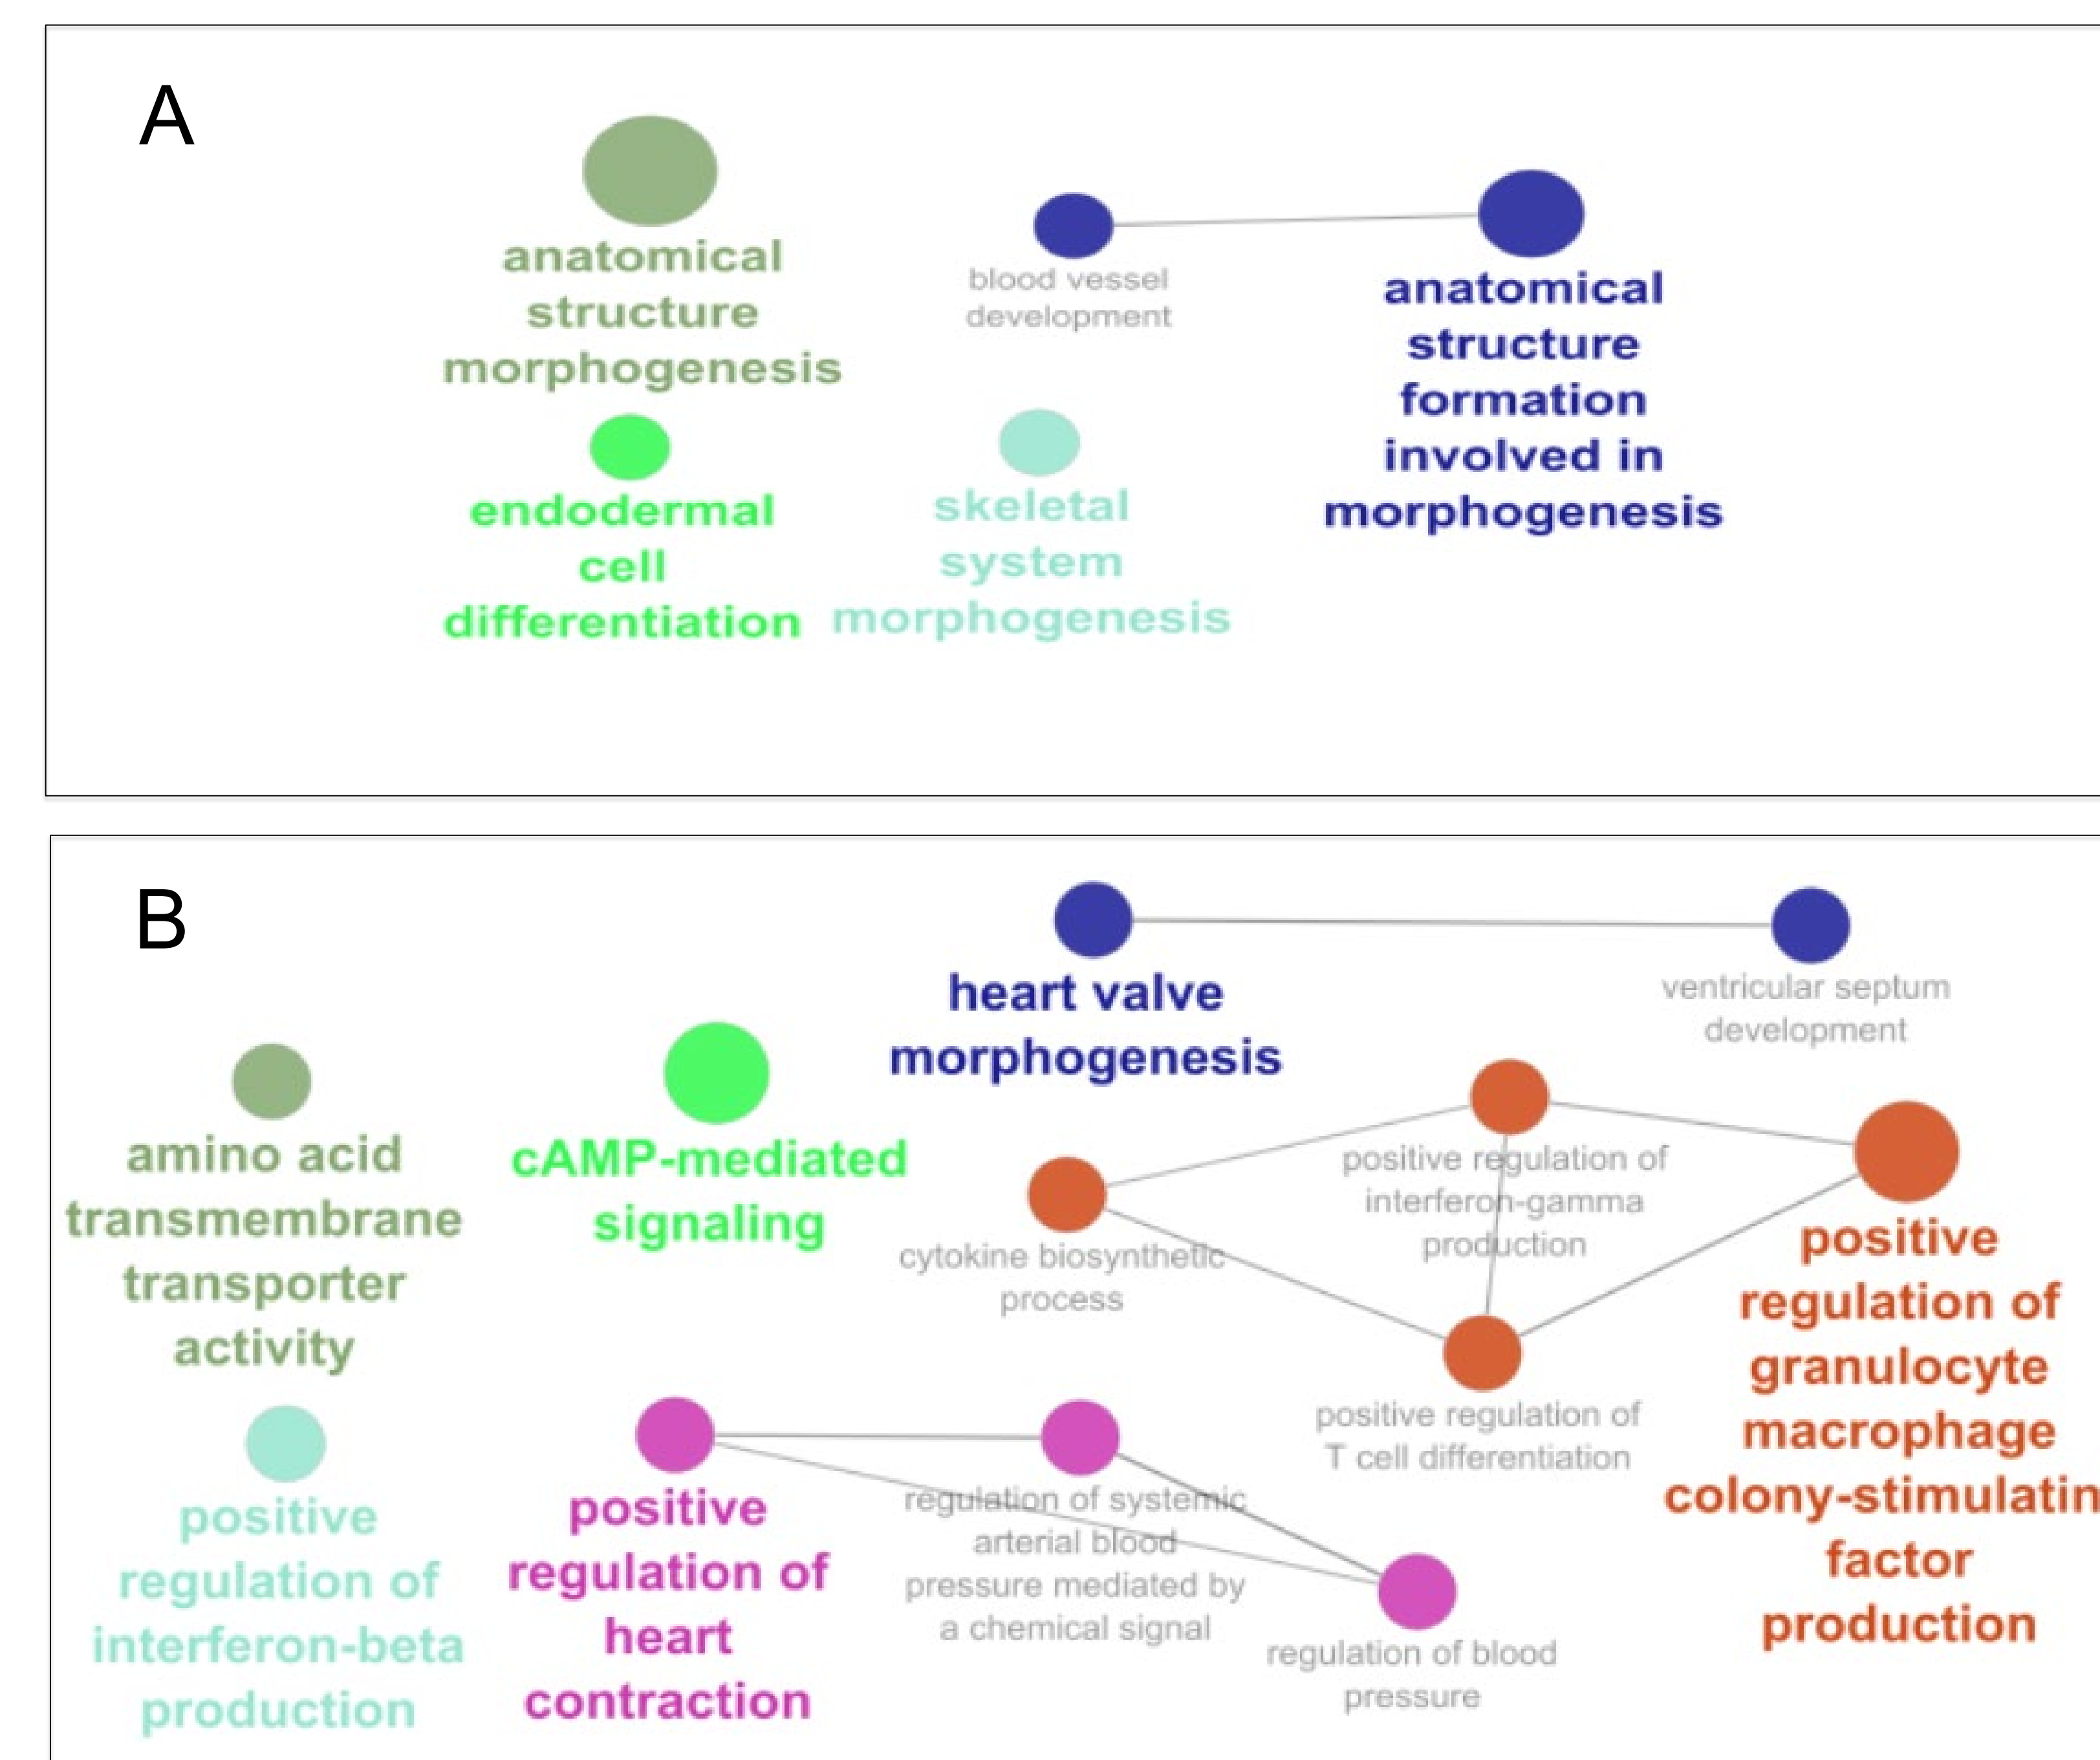 A
anatomical
structure
morphogenesis
blood vessel
development
anatomical
structure
formation
involved in
morphogenesis
endodermal
cell
differentiation
skeletal
system
morphogenesis
B
heart valve
morphogenesis
ventricular septum
development
amino acid
transmembrane
transporter
activity
cAMP-mediated
signaling
cytokine biosynthetic
process
positive regulation of
interferon-gamma
production
positive
regulation of
granulocyte
macrophage
colony-stimulatin
factor
production
positive regulation of
T cell differentiation
positive
regulation of
interferon-beta
production
positive
regulation of
heart
contraction
regulation of systemic
arterial blood
pressure mediated by
a chemical signal
regulation of blood
pressure